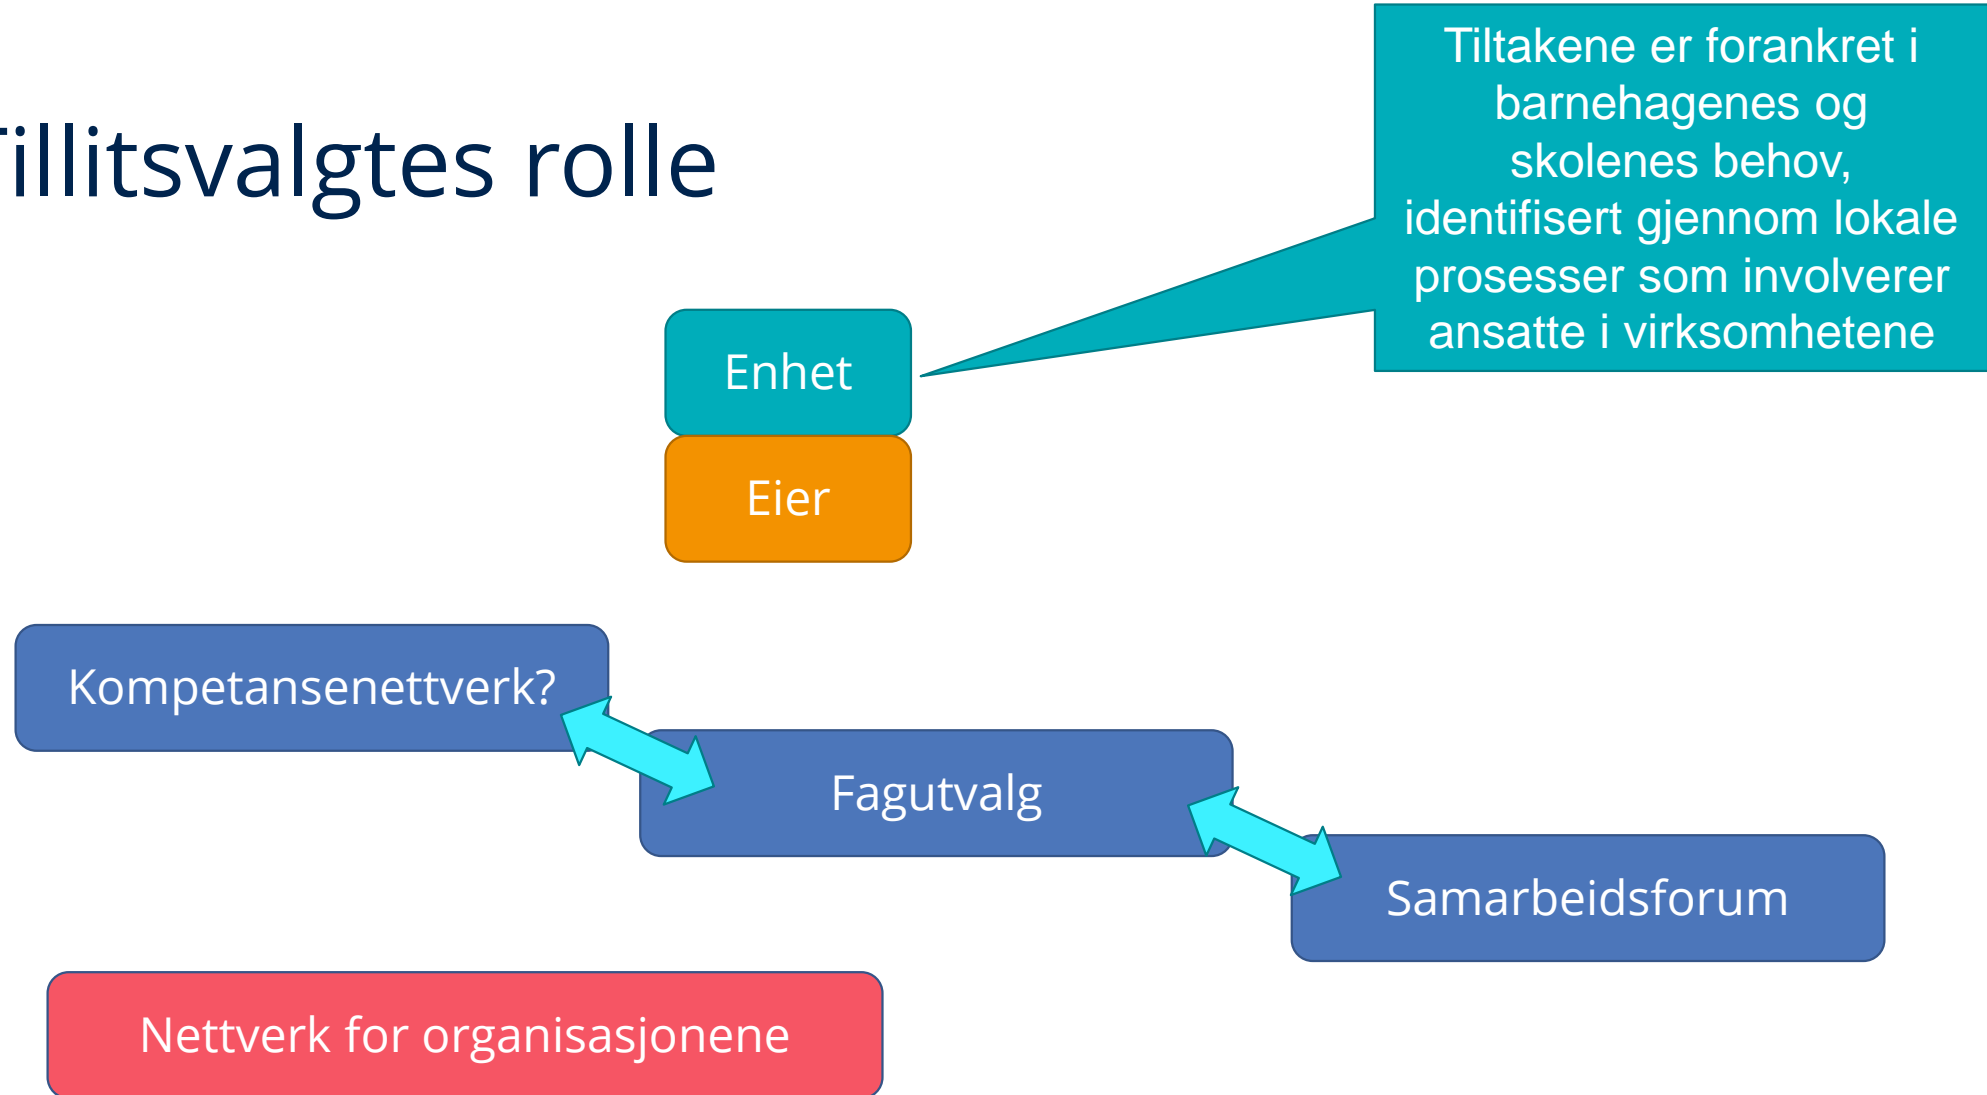 Tillitsvalgtes rolle
Tiltakene er forankret i
barnehagenes og
skolenes behov,
identifisert gjennom lokale
prosesser som involverer
ansatte i virksomhetene
Enhet
Eier
Kompetansenettverk?
Fagutvalg
Samarbeidsforum
Nettverk for organisasjonene